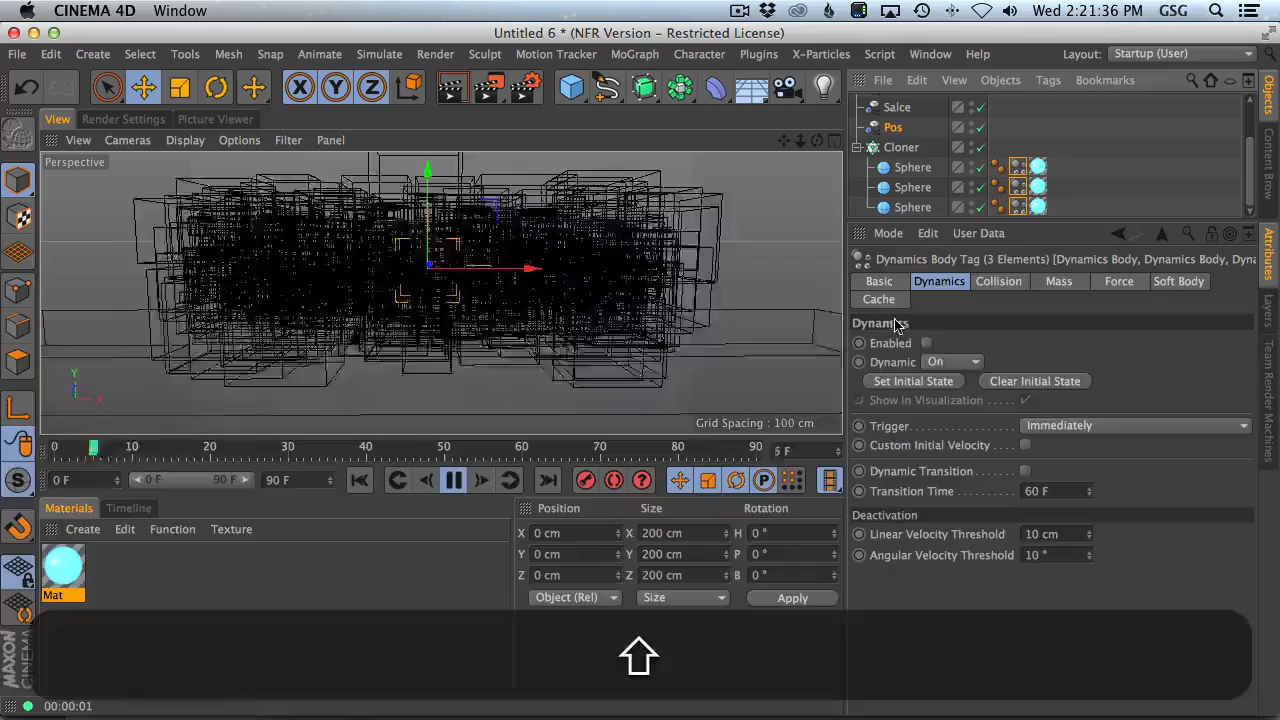 CINEMA 4D Window Wed 2:21:36 PM GSG
Untitled 6 * (NFR Version - Restricted License)
File Edit Create Select Tools Mesh Snap Animate Simulate Render Sculpt Motion Tracker MoGraph Character Plugins X-Particles Script Window Help Layout: Startup (User)
X Y Z
File Edit View Objects Tags Bookmarks
View Render Settings Picture Viewer
View Cameras Display Options Filter Panel
Perspective
Salce
Pos
Cloner
Sphere
Sphere
Sphere
Objects
Content Brow
Mode Edit User Data
Dynamics Body Tag (3 Elements) [Dynamics Body, Dynamics Body, Dyna
Basic Dynamics Collision Mass Force Soft Body
Cache
Dynamics
Enabled
Dynamic On
Set Initial State Clear Initial State
Show in Visualization . . . . .
Trigger . . . . . . . . . . . . . . . Immediately
Custom Initial Velocity
Dynamic Transition . . . . . . .
Transition Time . . . . . . . . . 60 F
Deactivation
Linear Velocity Threshold 10 cm
Angular Velocity Threshold 10 °
Attributes
Layers
Team Render Machines
Y
X
Grid Spacing : 100 cm
0 10 20 30 40 50 60 70 80 90 5 F
0 F 0 F 90 F 90 F
P
S
Materials Timeline
Create Edit Function Texture
Mat
Position Size Rotation
X 0 cm X 200 cm H 0 °
Y 0 cm Y 200 cm P 0 °
Z 0 cm Z 200 cm B 0 °
Object (Rel) Size Apply
MAXON
CINEMA
00:00:01